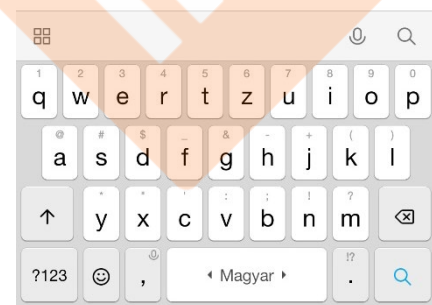 1 2 3 4 5 6 7 8 9 0
q w e r t z u i o p
@ # $ _ & - + ( )
a s d f g h j k l
* " ' : ; ! ?
y x c v b n m
?123 , Magyar !? .